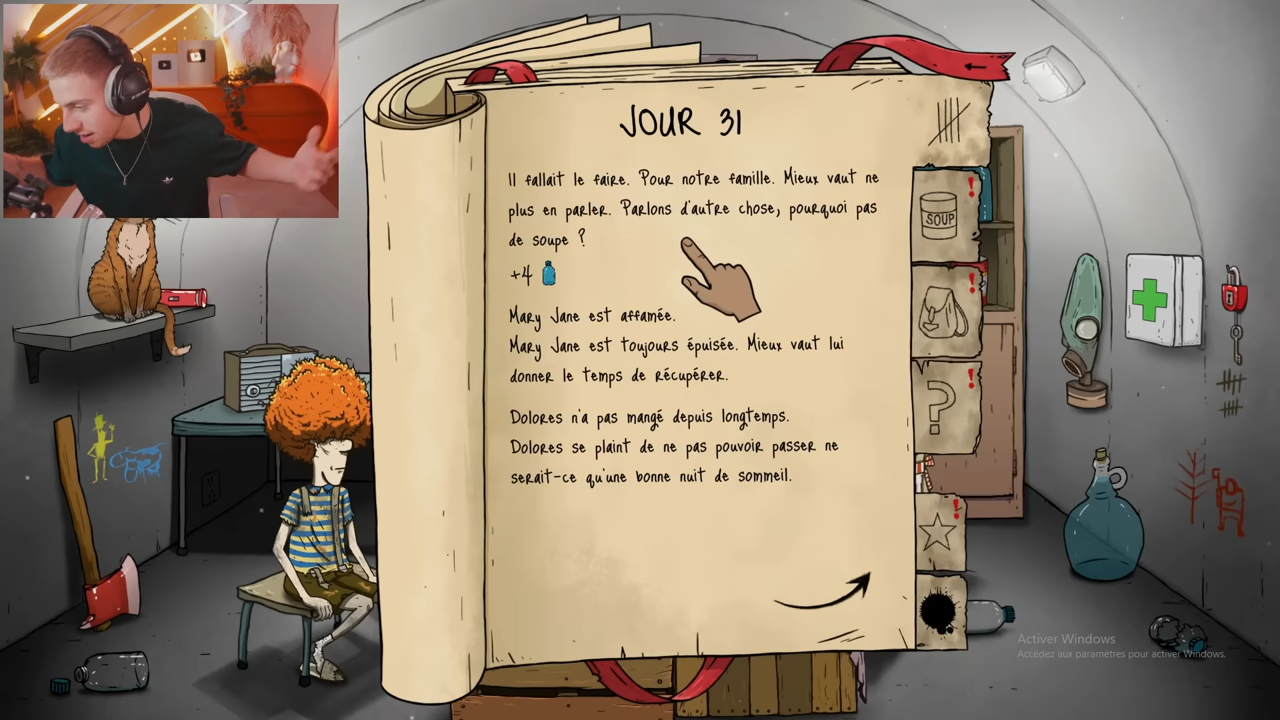 JOUR 31
Il fallait le faire. Pour notre famille. Mieux vaut ne
plus en parler. Parlons d'autre chose, pourquoi pas
de soupe ?
+4
Mary Jane est affamée.
Mary Jane est toujours épuisée. Mieux vaut lui
donner le temps de récupérer.
Dolores n'a pas mangé depuis longtemps.
Dolores se plaint de ne pas pouvoir passer ne
serait-ce qu'une bonne nuit de sommeil.
!
SOUP
!
?
!
!
Activer Windows
Accédez aux paramètres pour activer Windows.